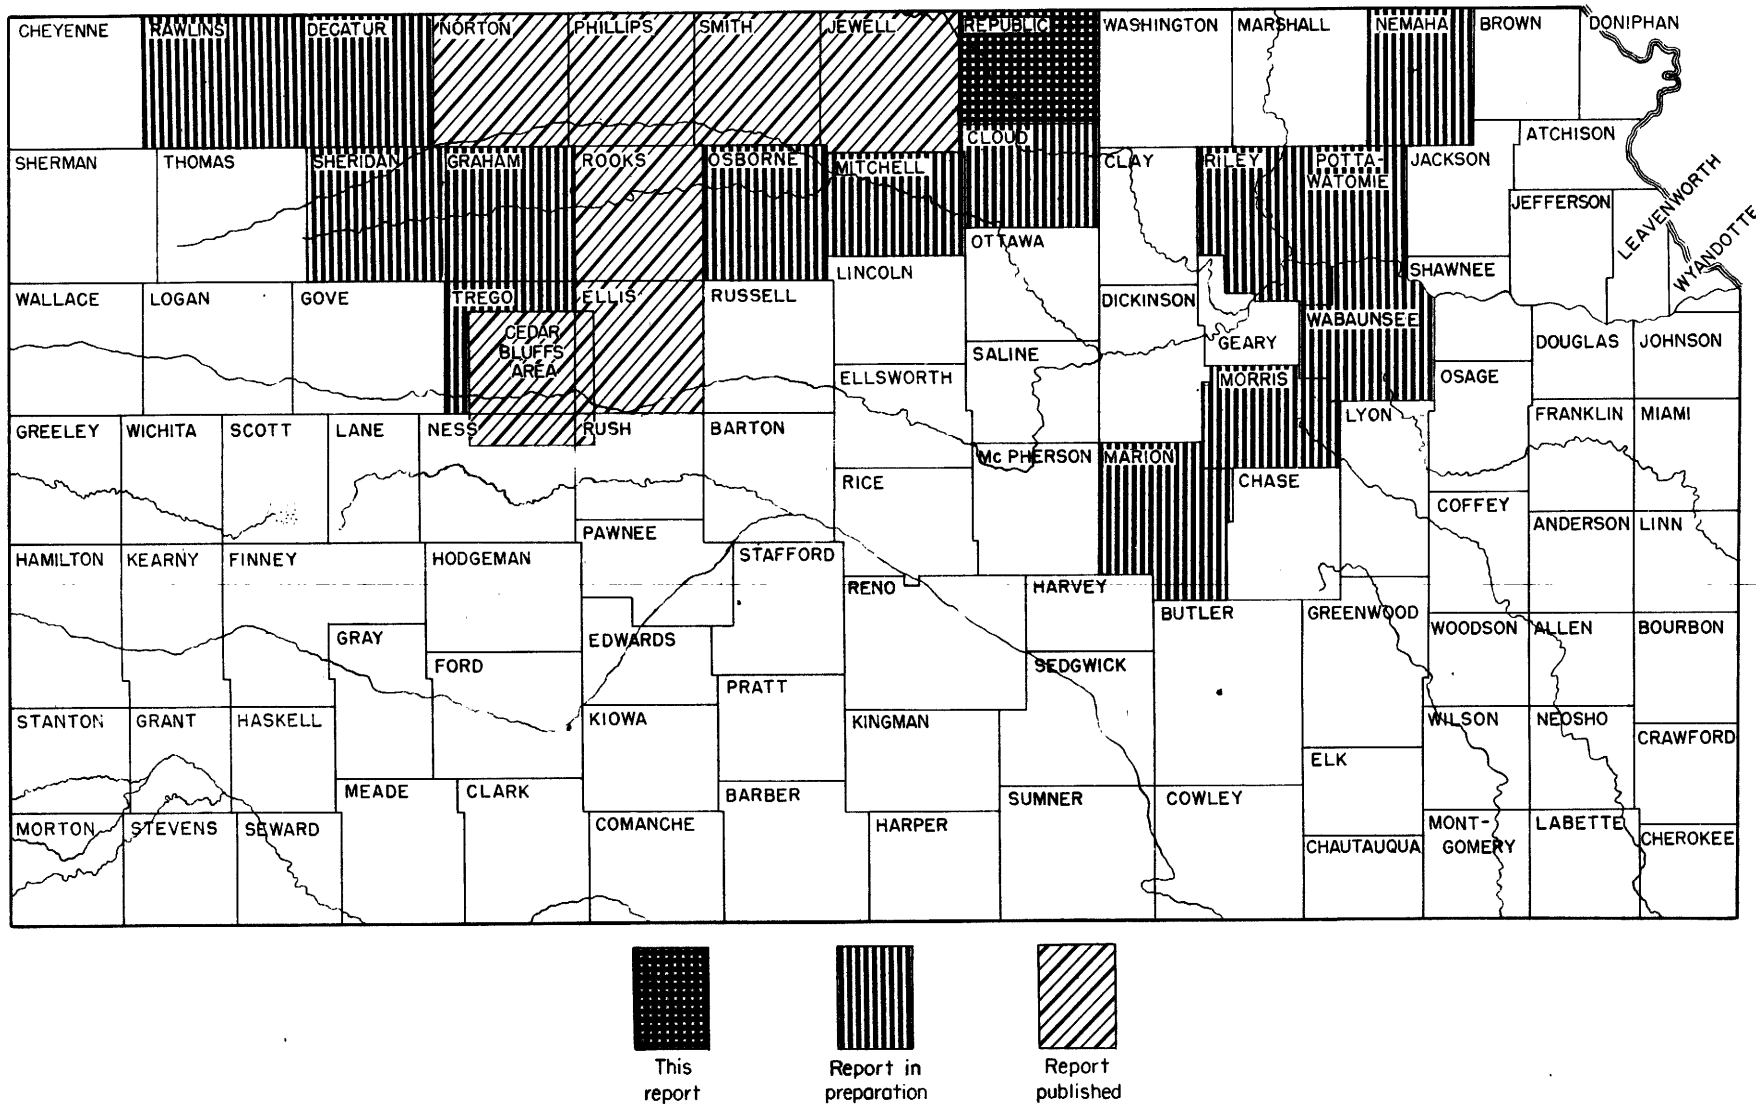 CHEYENNE
RAWLINS
DECATUR
NORTON
PHILLIPS
SMITH
JEWELL
REPUBLIC
WASHINGTON
MARSHALL
NEMAHA
BROWN
DONIPHAN
SHERMAN
THOMAS
SHERIDAN
GRAHAM
ROOKS
OSBORNE
MITCHELL
CLOUD
CLAY
RILEY
POTTA-
WATOMIE
JACKSON
ATCHISON
JEFFERSON
LEAVENWORTH
WYANDOTTE
WALLACE
LOGAN
GOVE
TREGO
ELLIS
CEDAR
BLUFFS
AREA
RUSSELL
LINCOLN
OTTAWA
DICKINSON
GEARY
WABAUNSEE
SHAWNEE
DOUGLAS
JOHNSON
SALINE
ELLSWORTH
MORRIS
OSAGE
GREELEY
WICHITA
SCOTT
LANE
NESS
RUSH
BARTON
RICE
Mc PHERSON
MARION
CHASE
LYON
FRANKLIN
MIAMI
COFFEY
ANDERSON
LINN
HAMILTON
KEARNY
FINNEY
HODGEMAN
PAWNEE
STAFFORD
RENO
HARVEY
BUTLER
GREENWOOD
WOODSON
ALLEN
BOURBON
GRAY
FORD
EDWARDS
PRATT
SEDGWICK
STANTON
GRANT
HASKELL
KIOWA
KINGMAN
ELK
WILSON
NEOSHO
CRAWFORD
MEADE
CLARK
BARBER
SUMNER
COWLEY
MORTON
STEVENS
SEWARD
COMANCHE
HARPER
CHAUTAUQUA
MONT-
GOMERY
LABETTE
CHEROKEE
This
report
Report in
preparation
Report
published